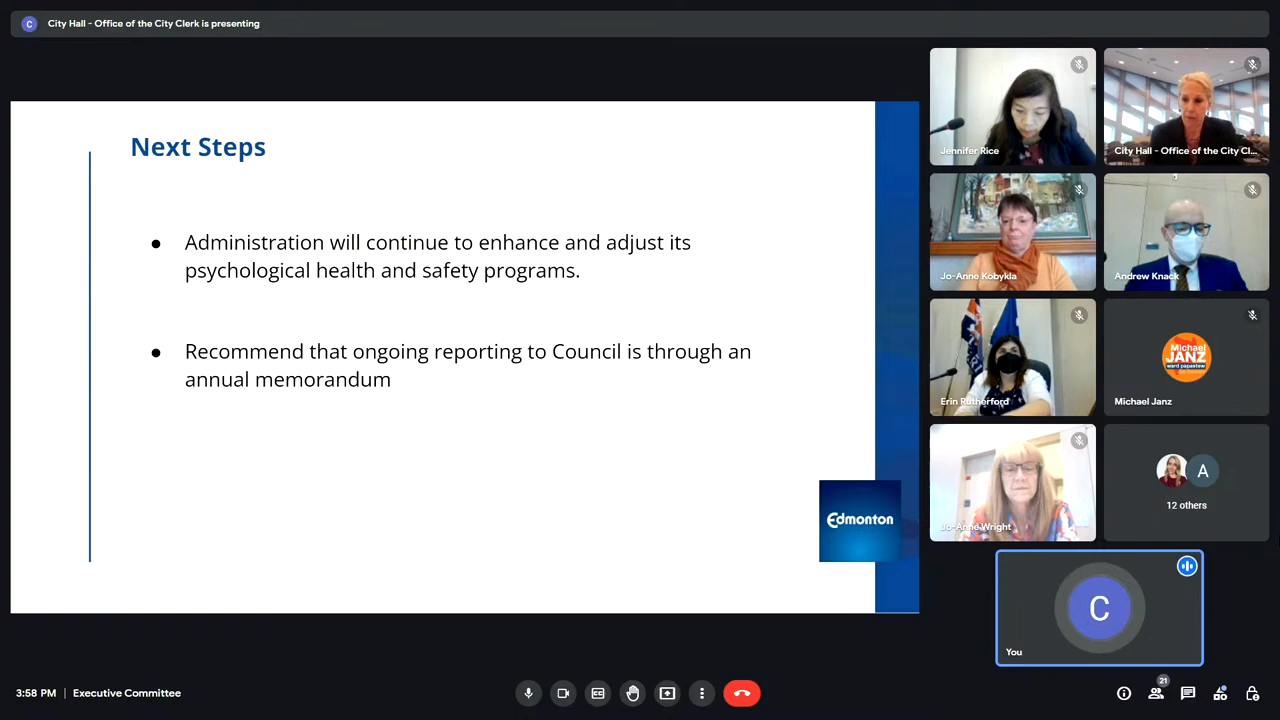 C
City Hall - Office of the City Clerk is presenting
Next Steps
● Administration will continue to enhance and adjust its
psychological health and safety programs.
● Recommend that ongoing reporting to Council is through an
annual memorandum
Edmonton
Jennifer Rice
City Hall - Office of the City Cl...
Jo-Anne Kobykla
Andrew Knack
Erin Rutherford
Michael
JANZ
ward papastew
Michael Janz
Jo-Anne Wright
A
12 others
C
You
3:58 PM | Executive Committee
21